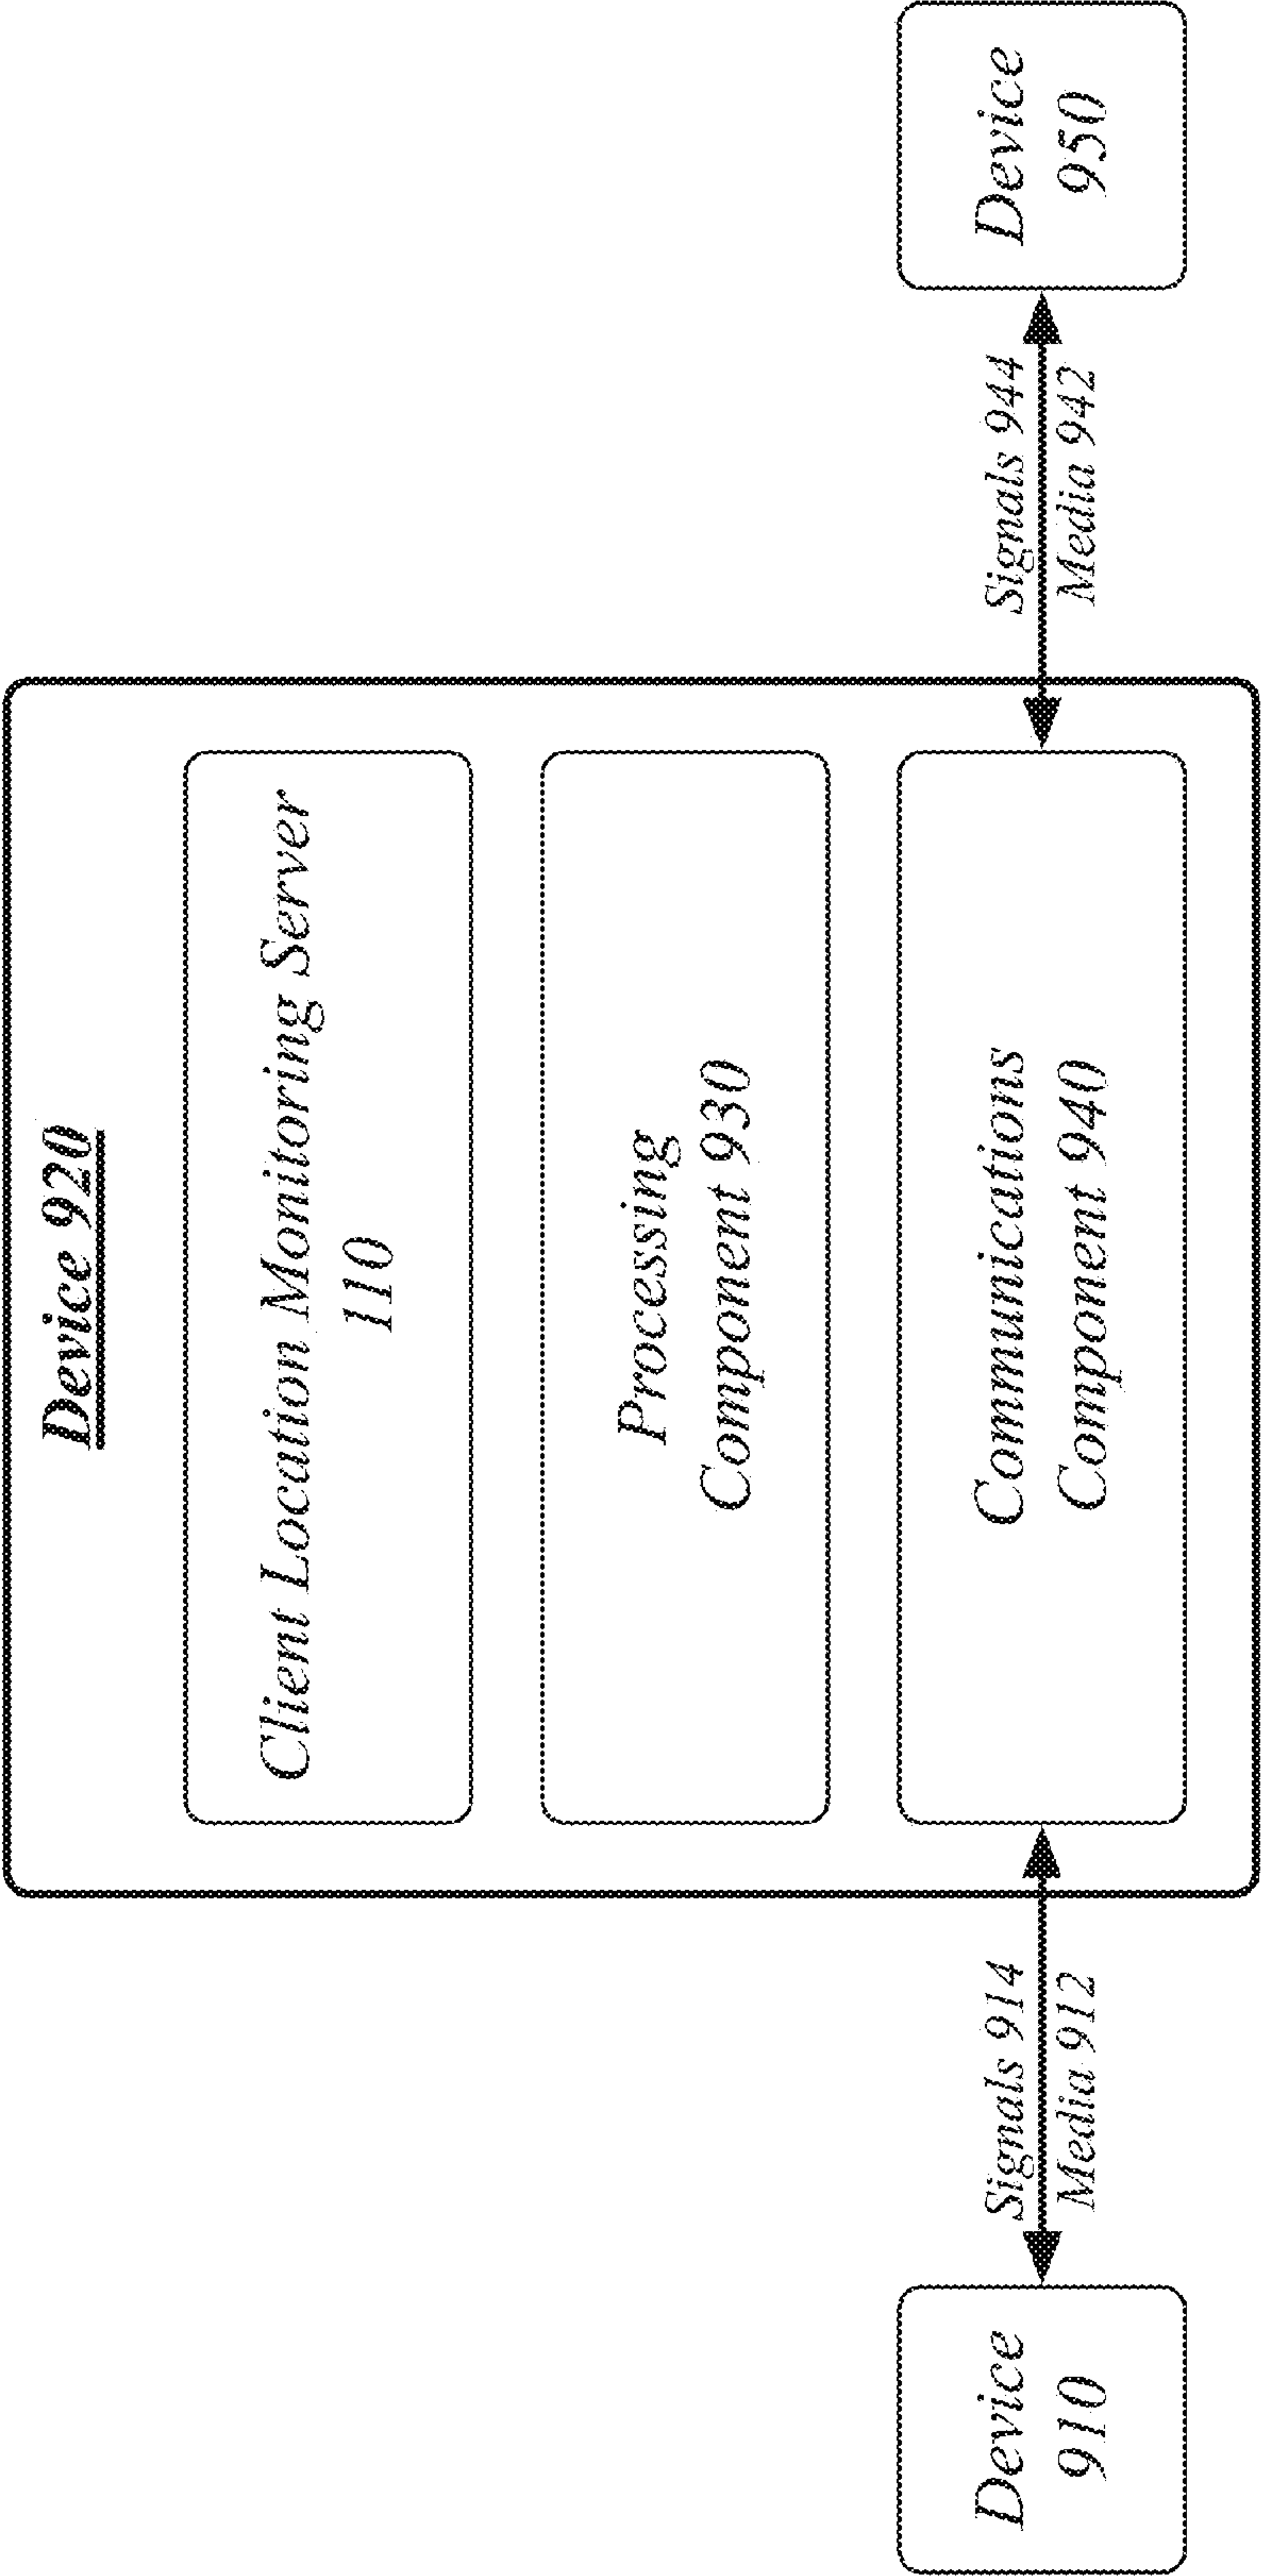 Device 920
Client Location Monitoring Server
110
Processing
Component 930
Communications
Component 940
Device
910
Signals 914
Media 912
Signals 944
Media 942
Device
950